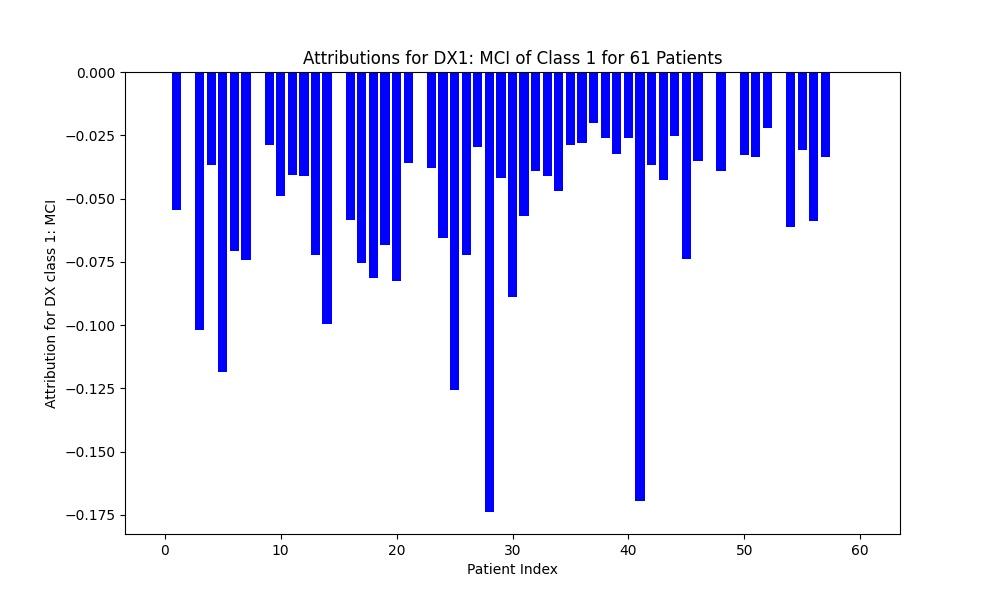 Attributions for DX1: MCI of Class 1 for 61 Patients
0.000
−0.025
−0.050
−0.075
−0.100
−0.125
−0.150
−0.175
Attribution for DX class 1: MCI
0 10 20 30 40 50 60
Patient Index